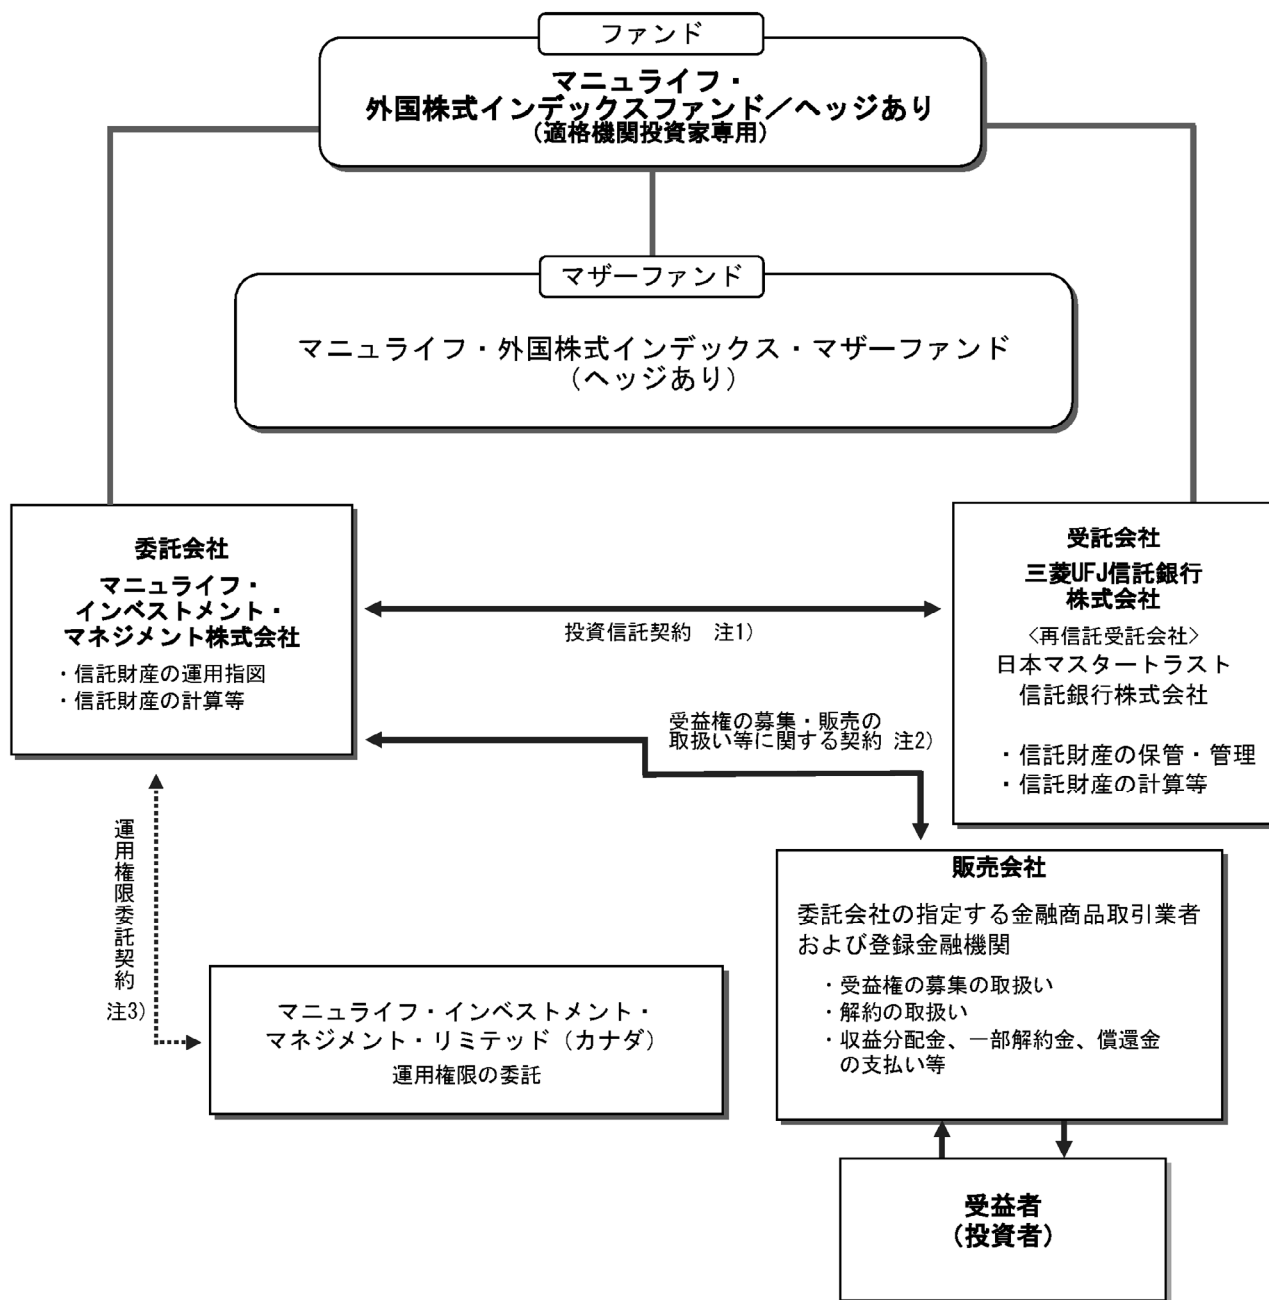 ファンド
マニュライフ・
外国株式インデックスファンド／ヘッジあり
（適格機関投資家専用）
マザーファンド
マニュライフ・外国株式インデックス・マザーファンド
（ヘッジあり）
委託会社
マニュライフ・
インベストメント・
マネジメント株式会社
・信託財産の運用指図
・信託財産の計算等
投資信託契約　注1）
受託会社
三菱UFJ信託銀行
株式会社
〈再信託受託会社〉
日本マスタートラスト
信託銀行株式会社
・信託財産の保管・管理
・信託財産の計算等
受益権の募集・販売の
取扱い等に関する契約 注2）
運用権限委託契約
注3）
マニュライフ・インベストメント・
マネジメント・リミテッド（カナダ）
運用権限の委託
販売会社
委託会社の指定する金融商品取引業者
および登録金融機関
・受益権の募集の取扱い
・解約の取扱い
・収益分配金、一部解約金、償還金
の支払い等
受益者
（投資者）